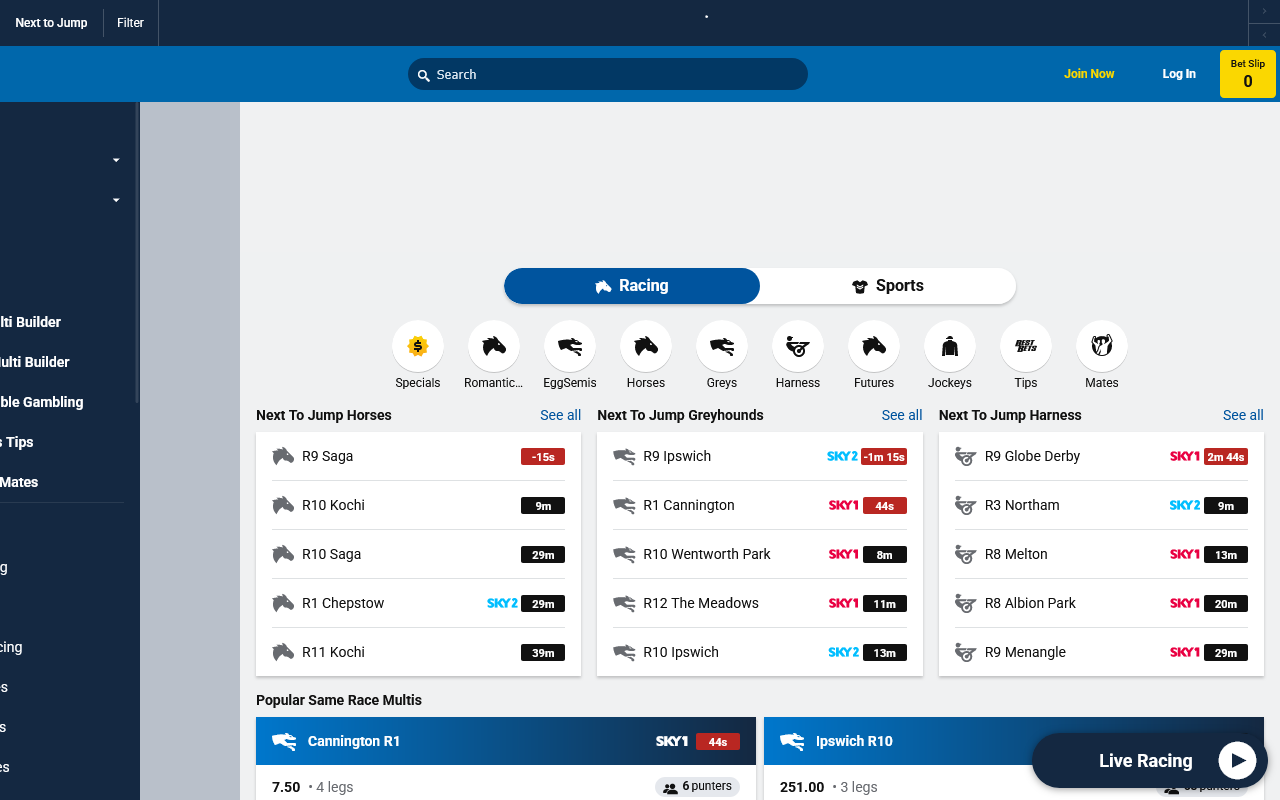 Next to Jump
Filter
Search
Join Now
Log In
Bet Slip
0
lti Builder
ulti Builder
ble Gambling
s Tips
Mates
g
cing
es
s
es
Racing
Sports
$
BEST BETS
Specials
Romantic...
EggSemis
Horses
Greys
Harness
Futures
Jockeys
Tips
Mates
Next To Jump Horses
See all
R9 Saga
-15s
R10 Kochi
9m
R10 Saga
29m
R1 Chepstow
SKY2
29m
R11 Kochi
39m
Next To Jump Greyhounds
See all
R9 Ipswich
SKY2
-1m 15s
R1 Cannington
SKY1
44s
R10 Wentworth Park
SKY1
8m
R12 The Meadows
SKY1
11m
R10 Ipswich
SKY2
13m
Next To Jump Harness
See all
R9 Globe Derby
SKY1
2m 44s
R3 Northam
SKY2
9m
R8 Melton
SKY1
13m
R8 Albion Park
SKY1
20m
R9 Menangle
SKY1
29m
Popular Same Race Multis
Cannington R1
SKY1
44s
7.50 • 4 legs
6 punters
Ipswich R10
251.00 • 3 legs
punters
Live Racing